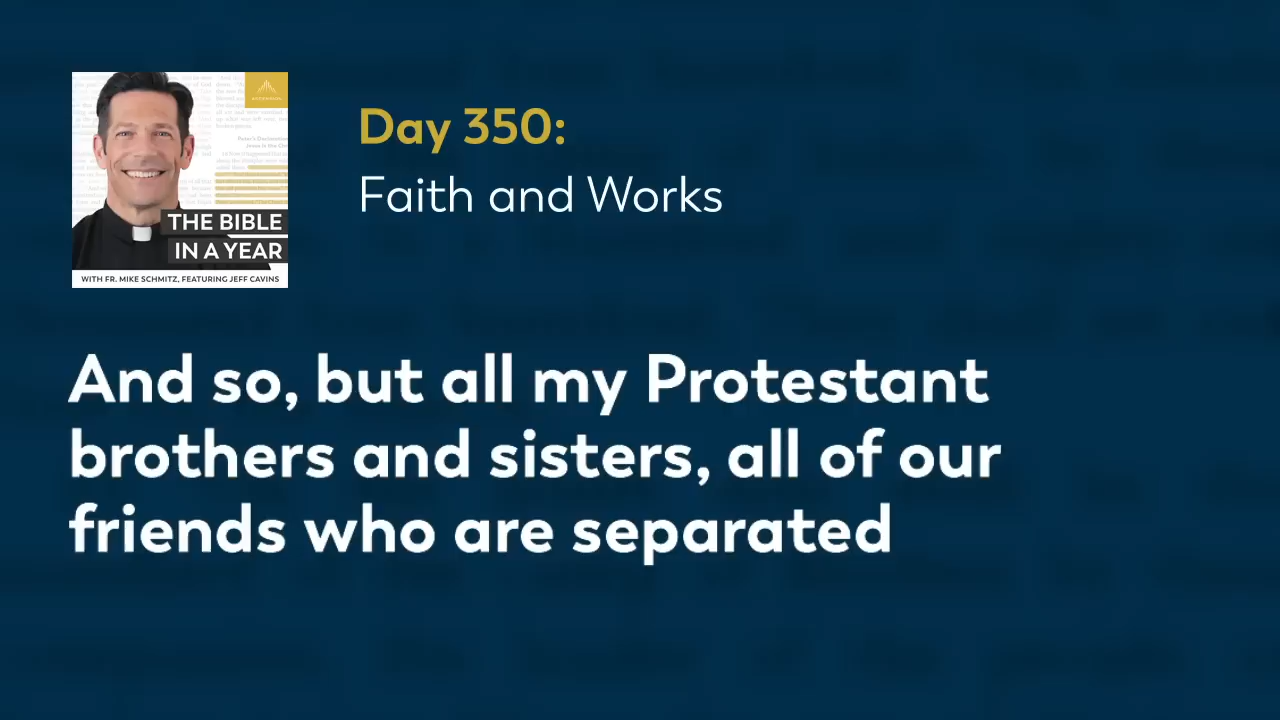 Day 350:
Faith and Works
THE BIBLE
IN A YEAR
WITH FR. MIKE SCHMITZ, FEATURING JEFF CAVINS
And so, but all my Protestant
brothers and sisters, all of our
friends who are separated